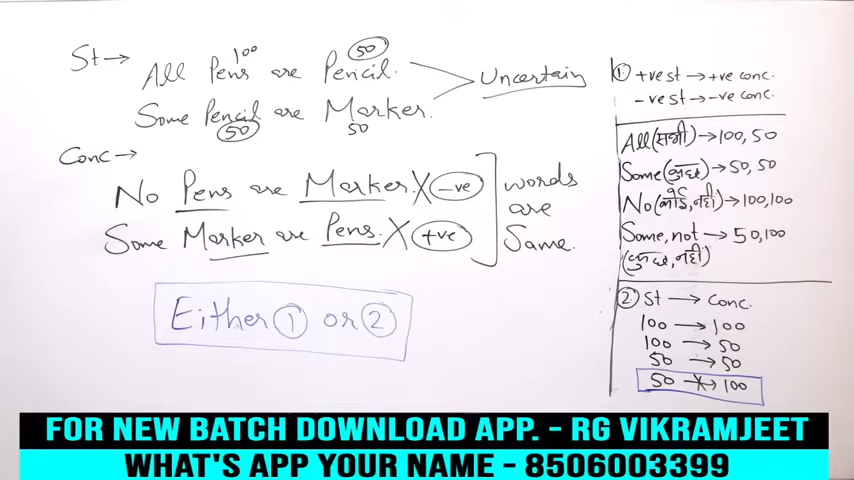 St→ All Pens are Pencil.
100
50
Some Pencil are Marker.
50
50
Uncertain
Conc→
No Pens are Marker. X -ve
Some Marker are Pens. X +ve
words
are
Same.
Either 1 or 2
1. +ve st → +ve conc.
-ve st → -ve conc.
All (सभी) → 100, 50
Some (कुछ) → 50, 50
No (कोई, नहीं) → 100, 100
Some, not → 50, 100
(कुछ, नहीं)
2. St → Conc.
100 → 100
100 → 50
50 → 50
50 -X→ 100
FOR NEW BATCH DOWNLOAD APP. - RG VIKRAMJEET
WHAT'S APP YOUR NAME - 8506003399